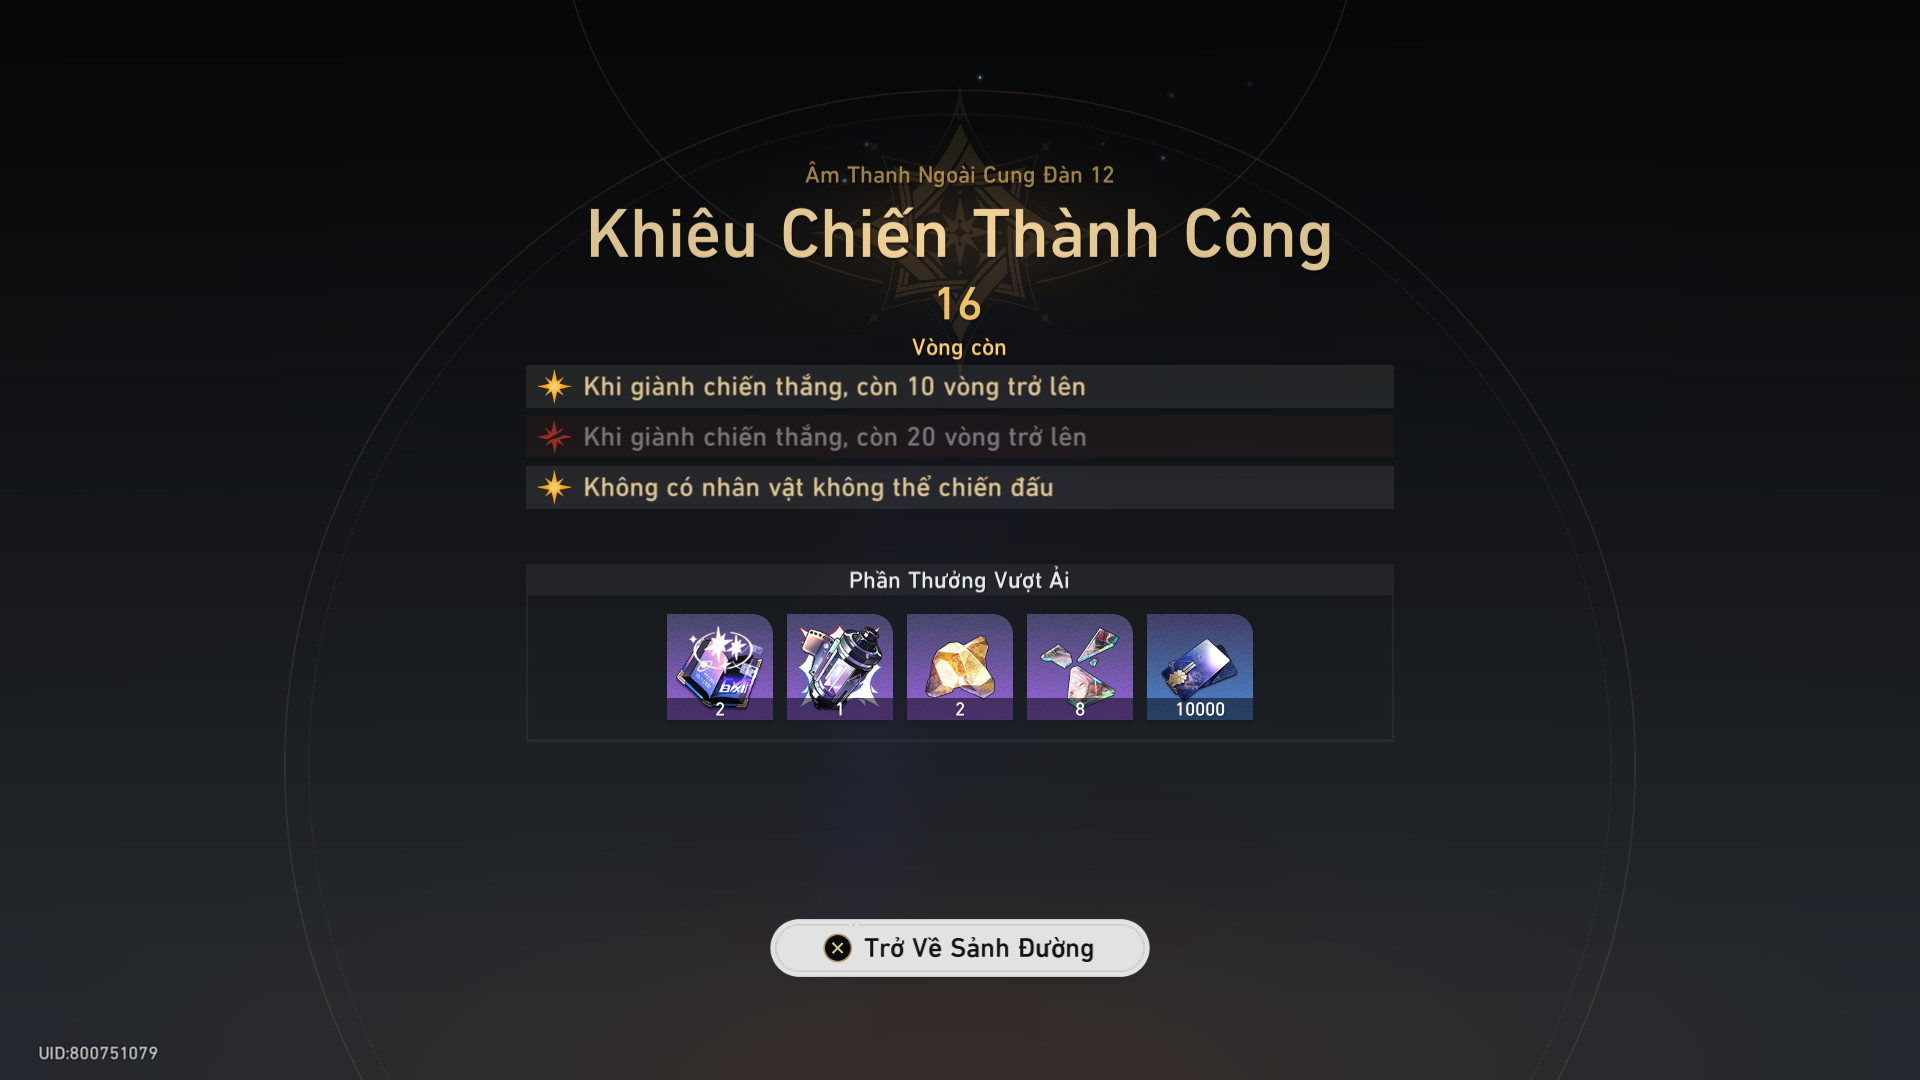 Âm Thanh Ngoài Cung Đàn 12
Khiêu Chiến Thành Công
16
Vòng còn
Khi giành chiến thắng, còn 10 vòng trở lên
Khi giành chiến thắng, còn 20 vòng trở lên
Không có nhân vật không thể chiến đấu
Phần Thưởng Vượt Ải
2
1
2
8
10000
Trở Về Sảnh Đường
UID:800751079